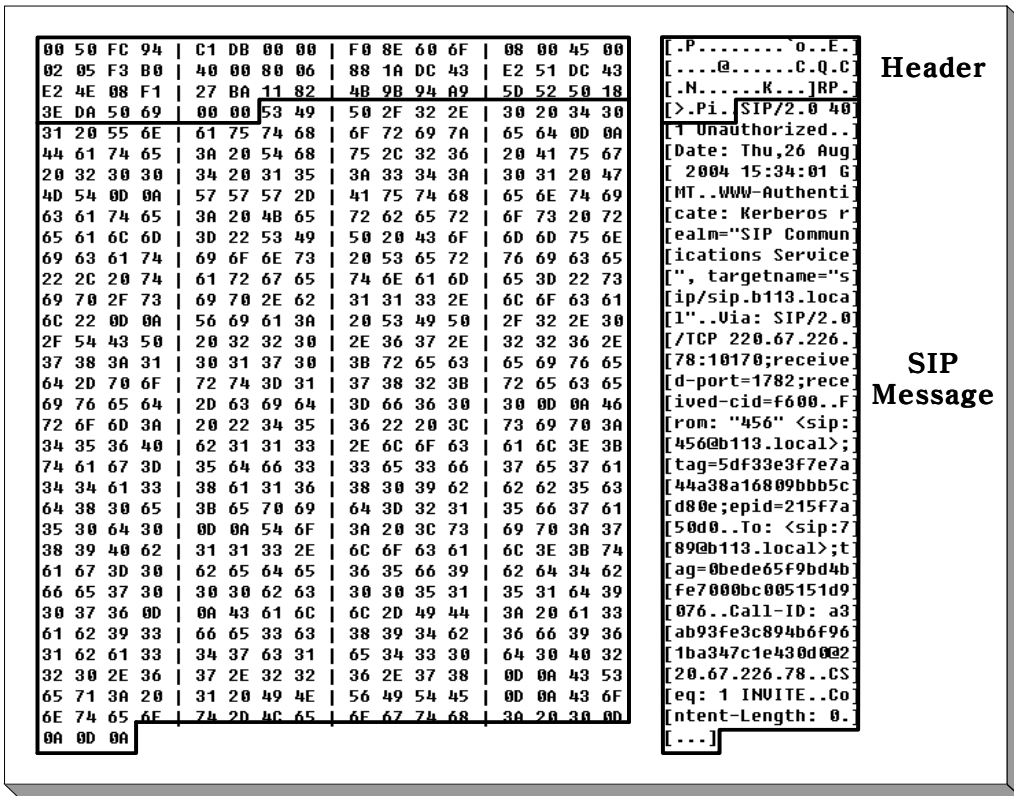 00 50 FC 94 | C1 DB 00 00 | F0 8E 60 6F | 08 00 45 00 [.P........`o..E.]
02 05 F3 B0 | 40 00 80 06 | 88 1A DC 43 | E2 51 DC 43 [....@......C.Q.C]
Header
E2 4E 08 F1 | 27 BA 11 82 | 4B 9B 94 A9 | 5D 52 50 18 [.N......K...]RP.]
3E DA 50 69 | 00 00 53 49 | 50 2F 32 2E | 30 20 34 30 [>.Pi..SIP/2.0 40]
31 20 55 6E | 61 75 74 68 | 6F 72 69 7A | 65 64 0D 0A [1 Unauthorized..]
44 61 74 65 | 3A 20 54 68 | 75 2C 32 36 | 20 41 75 67 [Date: Thu,26 Aug]
20 32 30 30 | 34 20 31 35 | 3A 33 34 3A | 30 31 20 47 [ 2004 15:34:01 G]
4D 54 0D 0A | 57 57 57 2D | 41 75 74 68 | 65 6E 74 69 [MT..WWW-Authenti]
63 61 74 65 | 3A 20 4B 65 | 72 62 65 72 | 6F 73 20 72 [cate: Kerberos r]
65 61 6C 6D | 3D 22 53 49 | 50 20 43 6F | 6D 6D 75 6E [ealm="SIP Commun]
69 63 61 74 | 69 6F 6E 73 | 20 53 65 72 | 76 69 63 65 [ications Service]
22 2C 20 74 | 61 72 67 65 | 74 6E 61 6D | 65 3D 22 73 [", targetname="s]
69 70 2F 73 | 69 70 2E 62 | 31 31 33 2E | 6C 6F 63 61 [ip/sip.b113.loca]
6C 22 0D 0A | 56 69 61 3A | 20 53 49 50 | 2F 32 2E 30 [l"..Via: SIP/2.0]
2F 54 43 50 | 20 32 32 30 | 2E 36 37 2E | 32 32 36 2E [/TCP 220.67.226.]
37 38 3A 31 | 30 31 37 30 | 3B 72 65 63 | 65 69 76 65 [78:10170;receive]
SIP
64 2D 70 6F | 72 74 3D 31 | 37 38 32 3B | 72 65 63 65 [d-port=1782;rece]
Message
69 76 65 64 | 2D 63 69 64 | 3D 66 36 30 | 30 0D 0A 46 [ived-cid=f600..F]
72 6F 6D 3A | 20 22 34 35 | 36 22 20 3C | 73 69 70 3A [rom: "456" <sip:]
34 35 36 40 | 62 31 31 33 | 2E 6C 6F 63 | 61 6C 3E 3B [456@b113.local>;]
74 61 67 3D | 35 64 66 33 | 33 65 33 66 | 37 65 37 61 [tag=5df33e3f7e7a]
34 34 61 33 | 38 61 31 36 | 38 30 39 62 | 62 62 35 63 [44a38a16809bbb5c]
64 38 30 65 | 3B 65 70 69 | 64 3D 32 31 | 35 66 37 61 [d80e;epid=215f7a]
35 30 64 30 | 0D 0A 54 6F | 3A 20 3C 73 | 69 70 3A 37 [50d0..To: <sip:7]
38 39 40 62 | 31 31 33 2E | 6C 6F 63 61 | 6C 3E 3B 74 [89@b113.local>;t]
61 67 3D 30 | 62 65 64 65 | 36 35 66 39 | 62 64 34 62 [ag=0bede65f9bd4b]
66 65 37 30 | 30 30 62 63 | 30 30 35 31 | 35 31 64 39 [fe7000bc005151d9]
30 37 36 0D | 0A 43 61 6C | 6C 2D 49 44 | 3A 20 61 33 [076..Call-ID: a3]
61 62 39 33 | 66 65 33 63 | 38 39 34 62 | 36 66 39 36 [ab93fe3c894b6f96]
31 62 61 33 | 34 37 63 31 | 65 34 33 30 | 64 30 40 32 [1ba347c1e430d0@2]
32 30 2E 36 | 37 2E 32 32 | 36 2E 37 38 | 0D 0A 43 53 [20.67.226.78..CS]
65 71 3A 20 | 31 20 49 4E | 56 49 54 45 | 0D 0A 43 6F [eq: 1 INVITE..Co]
6E 74 65 6E | 74 2D 4C 65 | 6E 67 74 68 | 3A 20 30 0D [ntent-Length: 0.]
0A 0D 0A [...]